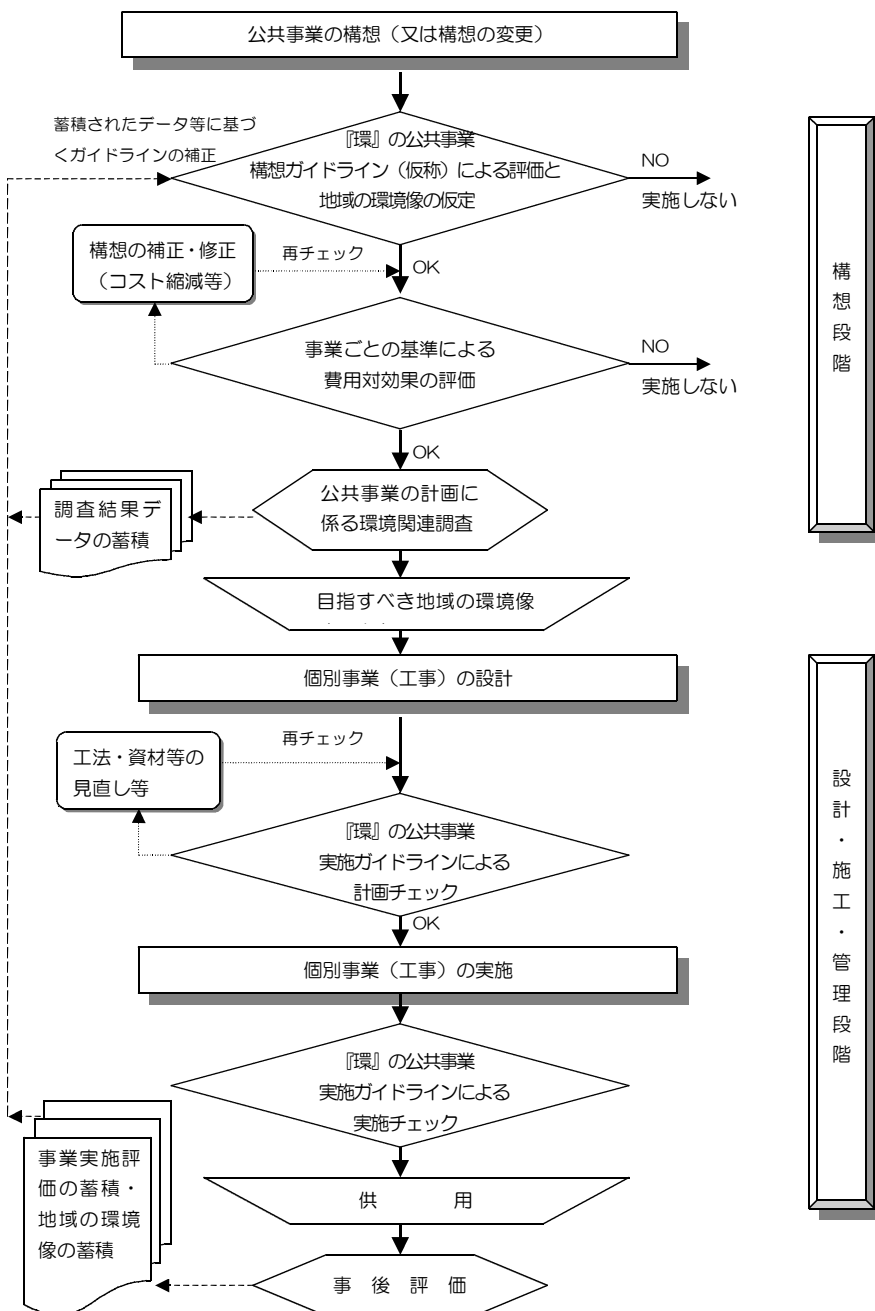 公共事業の構想（又は構想の変更）
蓄積されたデータ等に基づ
くガイドラインの補正
『環』の公共事業
構想ガイドライン（仮称）による評価と
地域の環境像の仮定
NO
実施しない
構想の補正・修正
（コスト縮減等）
再チェック
OK
事業ごとの基準による
費用対効果の評価
NO
実施しない
OK
調査結果デ
ータの蓄積
公共事業の計画に
係る環境関連調査
目指すべき地域の環境像
個別事業（工事）の設計
工法・資材等の
見直し等
再チェック
『環』の公共事業
実施ガイドラインによる
計画チェック
OK
個別事業（工事）の実施
『環』の公共事業
実施ガイドラインによる
実施チェック
事業実施評
価の蓄積・
地域の環境
像の蓄積
供　　用
事 後 評 価
構想段階
設計・施工・管理段階